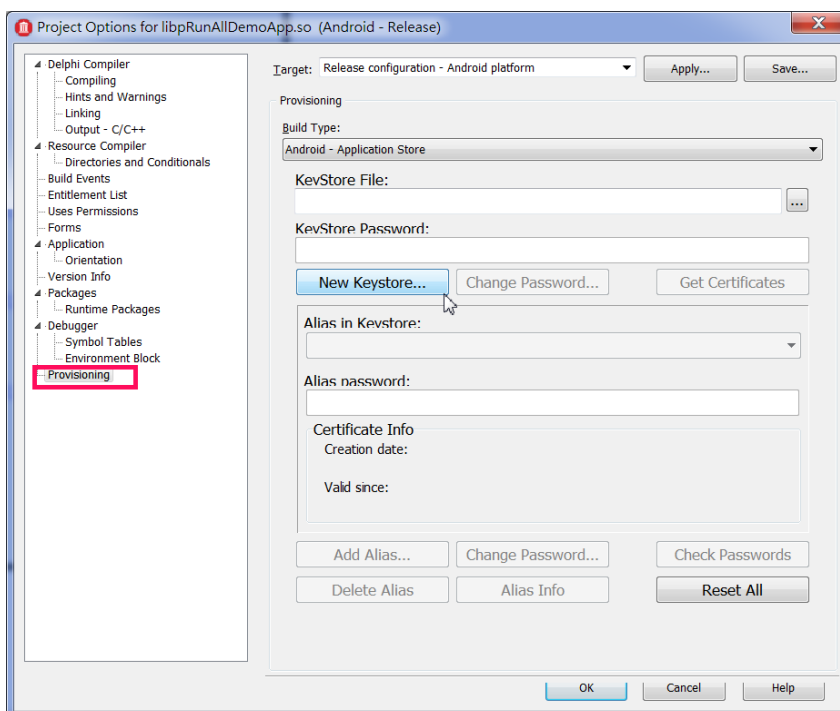 Project Options for libpRunAllDemoApp.so (Android - Release)
Delphi Compiler
Compiling
Hints and Warnings
Linking
Output - C/C++
Resource Compiler
Directories and Conditionals
Build Events
Entitlement List
Uses Permissions
Forms
Application
Orientation
Version Info
Packages
Runtime Packages
Debugger
Symbol Tables
Environment Block
Provisioning
Target: Release configuration - Android platform
Apply...
Save...
Provisioning
Build Type:
Android - Application Store
KeyStore File:
...
KeyStore Password:
New Keystore...
Change Password...
Get Certificates
Alias in Keystore:
Alias password:
Certificate Info
Creation date:
Valid since:
Add Alias...
Change Password...
Check Passwords
Delete Alias
Alias Info
Reset All
OK
Cancel
Help